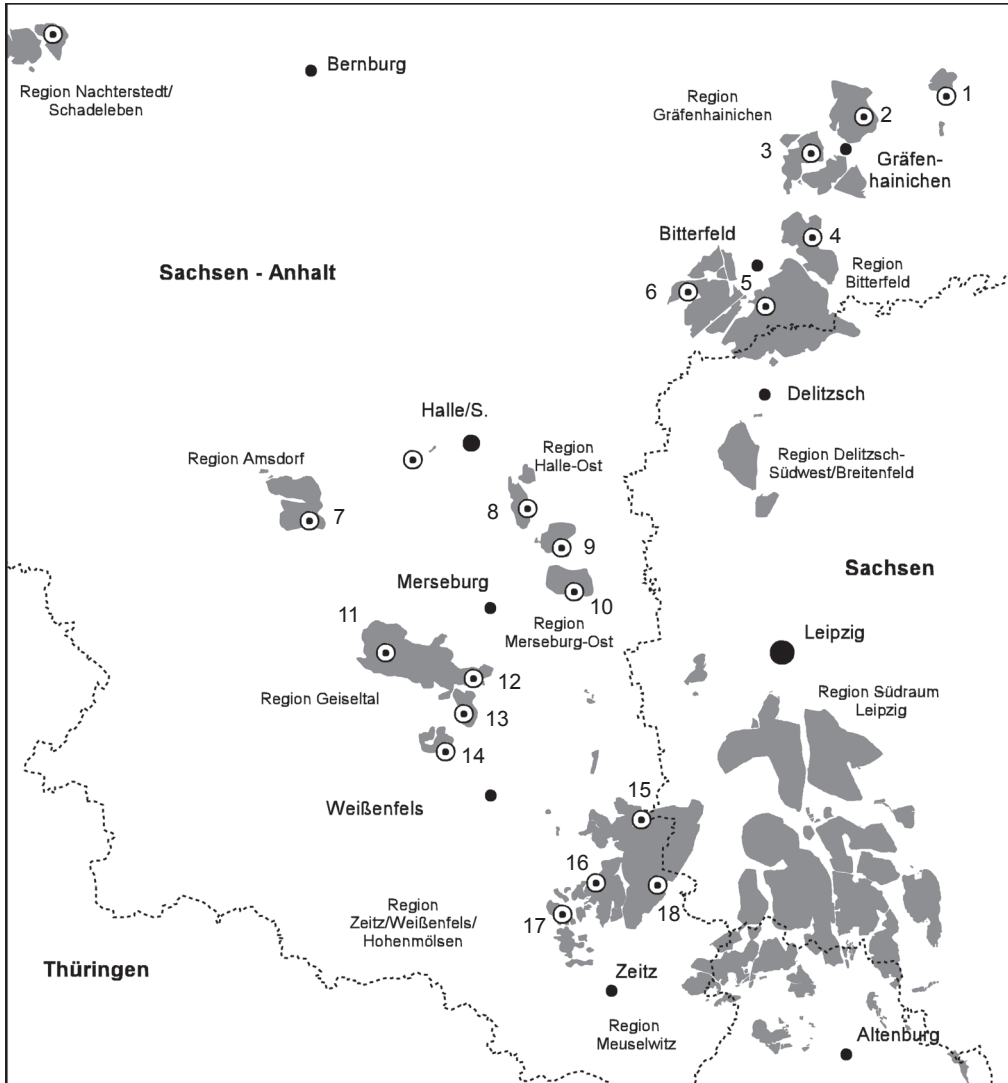 Bernburg
Region Nachterstedt/
Schadeleben
Region
Gräfenhainichen
1
2
3
Gräfen-
hainichen
Sachsen - Anhalt
Bitterfeld
4
Region
Bitterfeld
5
6
Delitzsch
Halle/S.
Region Amsdorf
Region
Halle-Ost
Region Delitzsch-
Südwest/Breitenfeld
7
8
9
Sachsen
Merseburg
10
Region
Merseburg-Ost
11
Leipzig
12
Region Geiseltal
Region Südraum
Leipzig
13
14
15
Weißenfels
16
Region
Zeitz/Weißenfels/
Hohenmölsen
17
18
Thüringen
Zeitz
Region
Meuselwitz
Altenburg